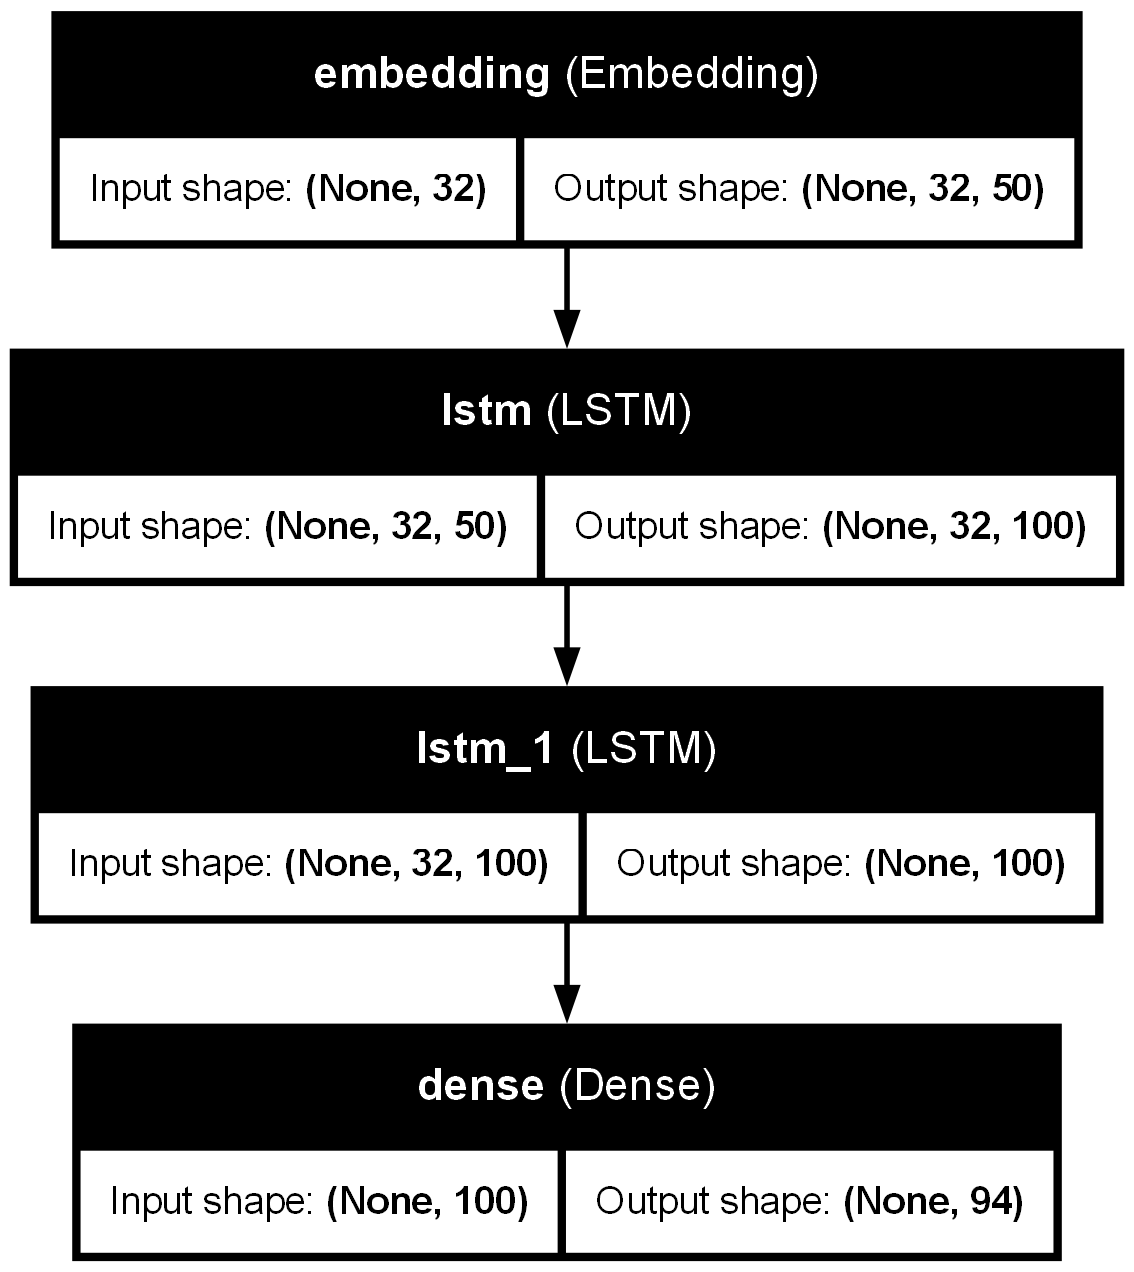 embedding (Embedding)
Input shape: (None, 32) Output shape: (None, 32, 50)
lstm (LSTM)
Input shape: (None, 32, 50) Output shape: (None, 32, 100)
lstm_1 (LSTM)
Input shape: (None, 32, 100) Output shape: (None, 100)
dense (Dense)
Input shape: (None, 100) Output shape: (None, 94)